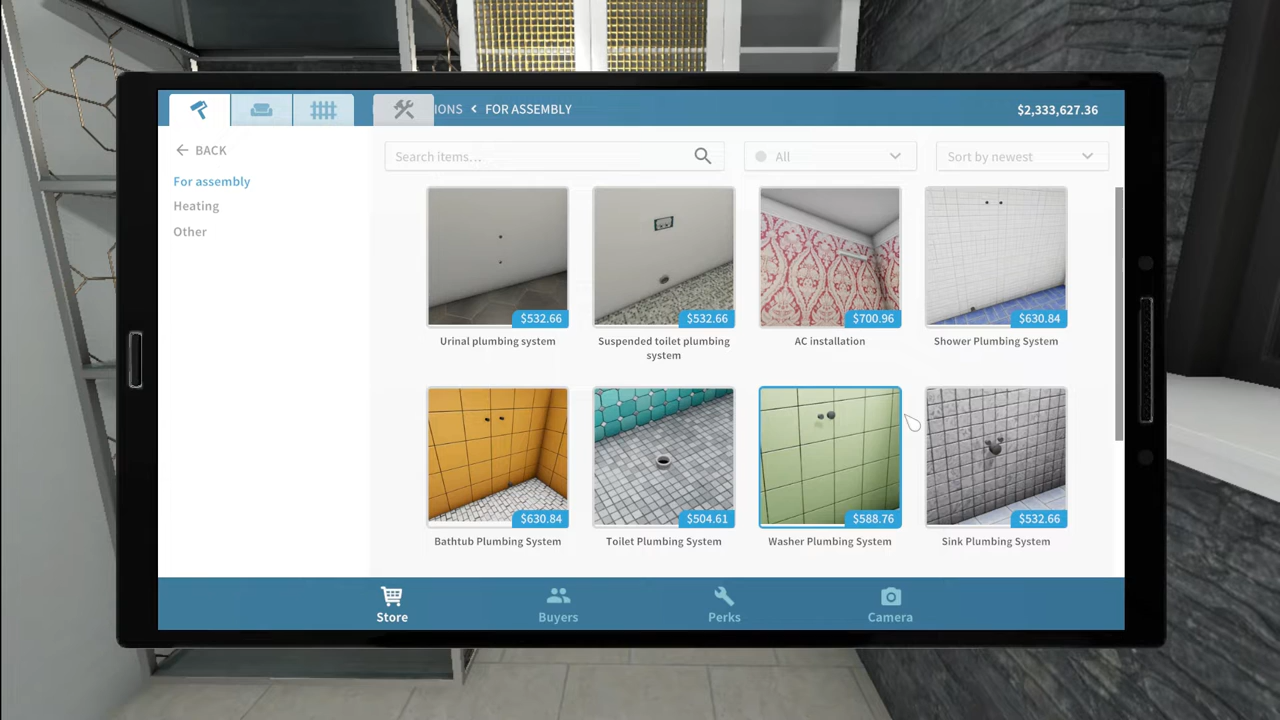 IONS < FOR ASSEMBLY
$2,333,627.36
BACK
For assembly
Heating
Other
Search items...
All
Sort by newest
$532.66
$532.66
$700.96
$630.84
Urinal plumbing system
Suspended toilet plumbing
system
AC installation
Shower Plumbing System
$630.84
$504.61
$588.76
$532.66
Bathtub Plumbing System
Toilet Plumbing System
Washer Plumbing System
Sink Plumbing System
Store
Buyers
Perks
Camera